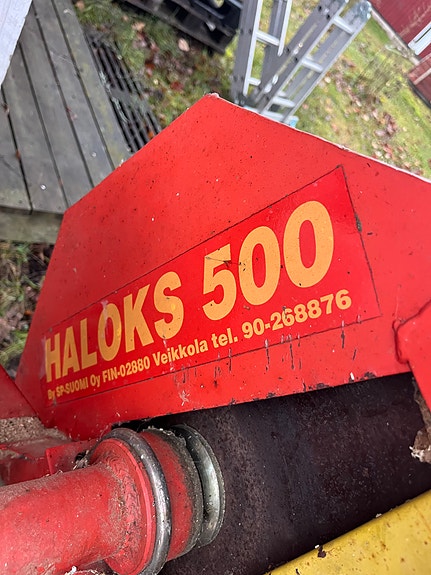 HALOKS 500
By SP-SUOMI Oy FIN-02880 Veikkola tel. 90-268876